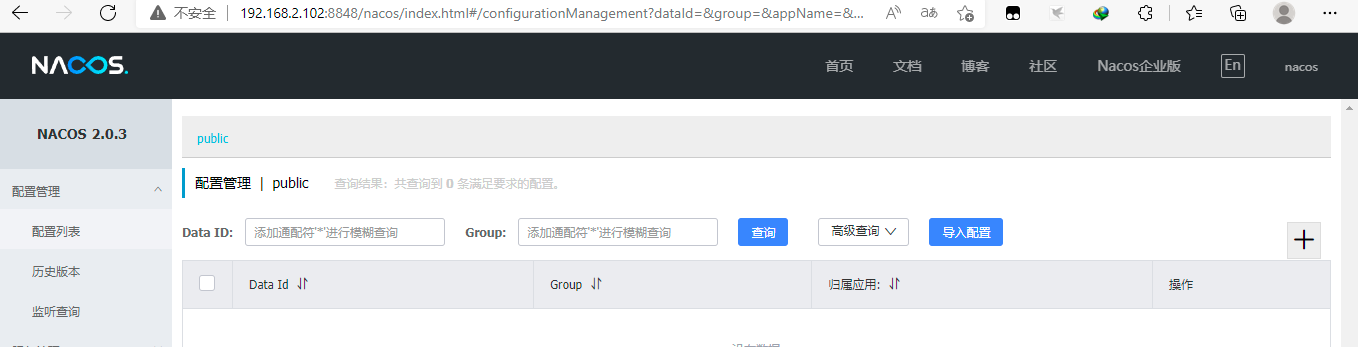 不安全 192.168.2.102:8848/nacos/index.html#/configurationManagement?dataId=&group=&appName=&...
NACOS.
首页 文档 博客 社区 Nacos企业版 En nacos
NACOS 2.0.3
public
配置管理
配置管理 | public 查询结果：共查询到 0 条满足要求的配置。
配置列表
Data ID: 添加通配符'*'进行模糊查询 Group: 添加通配符'*'进行模糊查询 查询 高级查询 导入配置
历史版本
Data Id Group 归属应用: 操作
监听查询